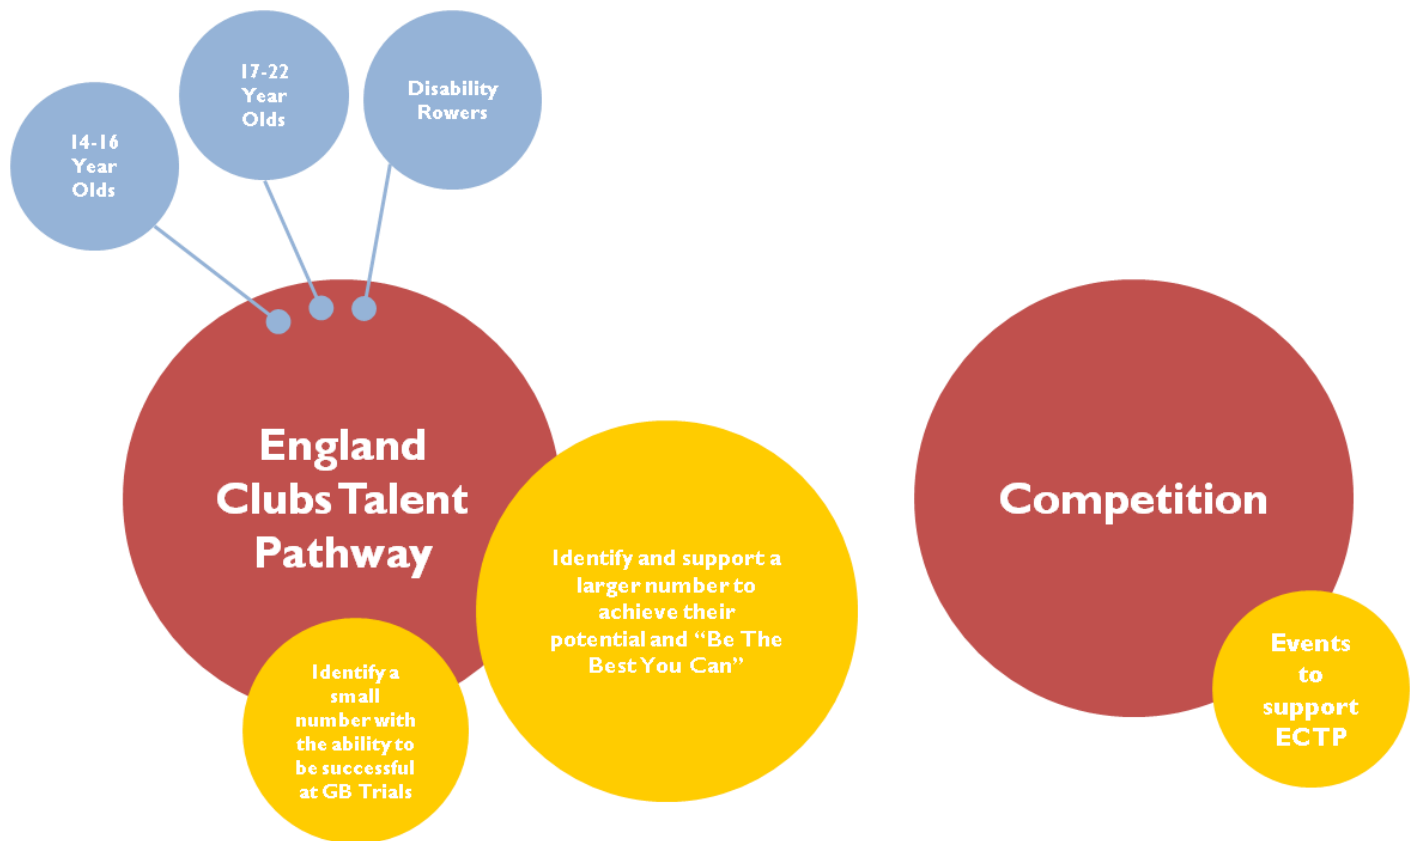 14-16
Year
Olds
17-22
Year
Olds
Disability
Rowers
England
Clubs Talent
Pathway
Identify a
small
number with
the ability to
be successful
at GB Trials
Identify and support a
larger number to
achieve their
potential and “Be The
Best You Can”
Competition
Events
to
support
ECTP